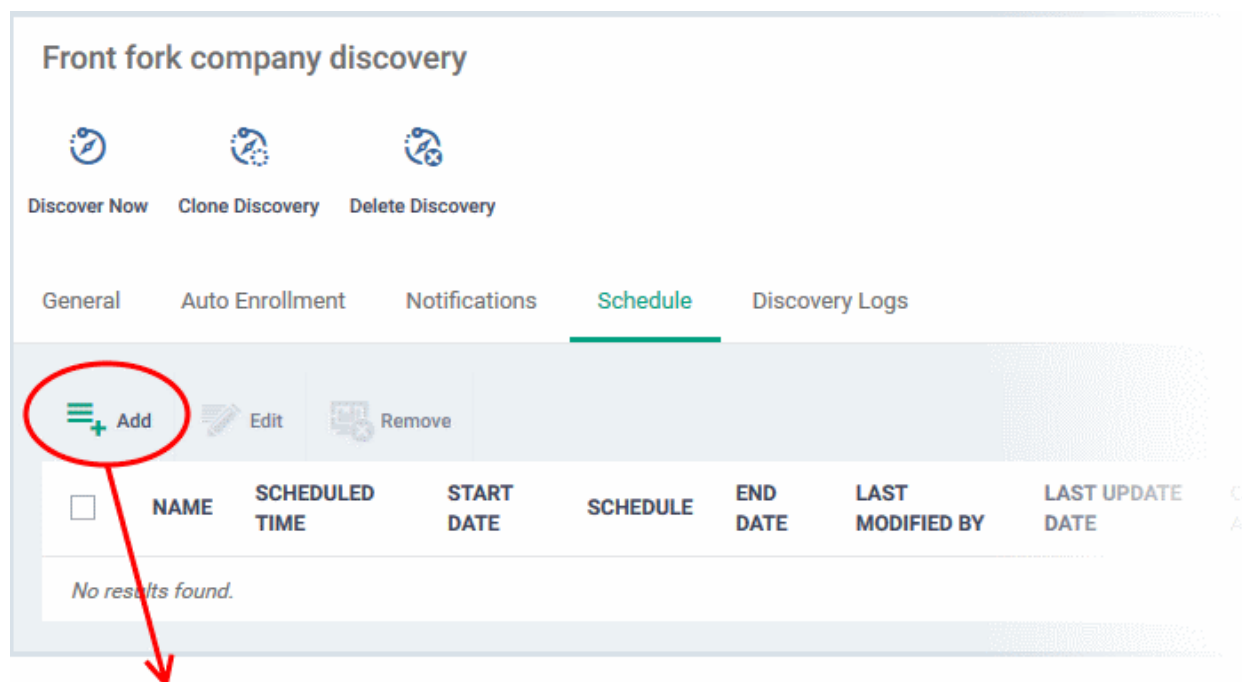 Front fork company discovery
Discover Now Clone Discovery Delete Discovery
General Auto Enrollment Notifications Schedule Discovery Logs
Add Edit Remove
NAME SCHEDULED TIME START DATE SCHEDULE END DATE LAST MODIFIED BY LAST UPDATE DATE
No results found.